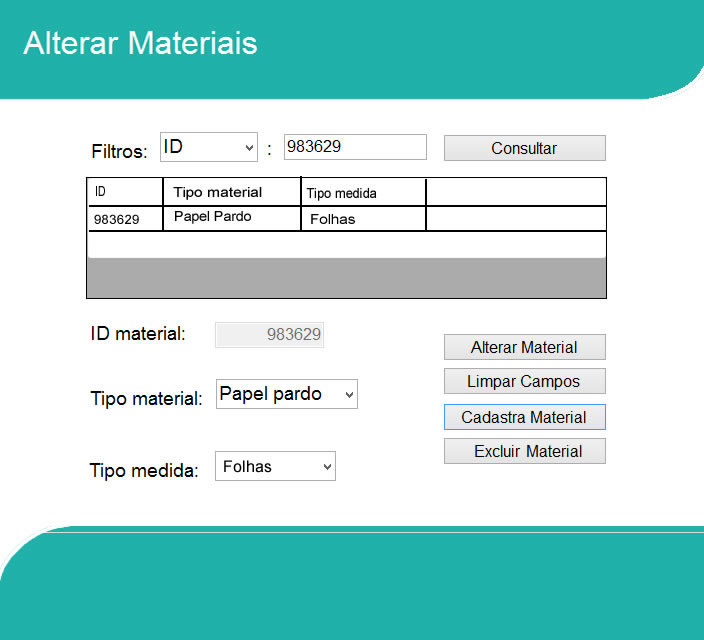 Alterar Materiais
Filtros: ID : 983629 Consultar
ID Tipo material Tipo medida
983629 Papel Pardo Folhas
ID material: 983629
Alterar Material
Limpar Campos
Tipo material: Papel pardo
Cadastra Material
Excluir Material
Tipo medida: Folhas